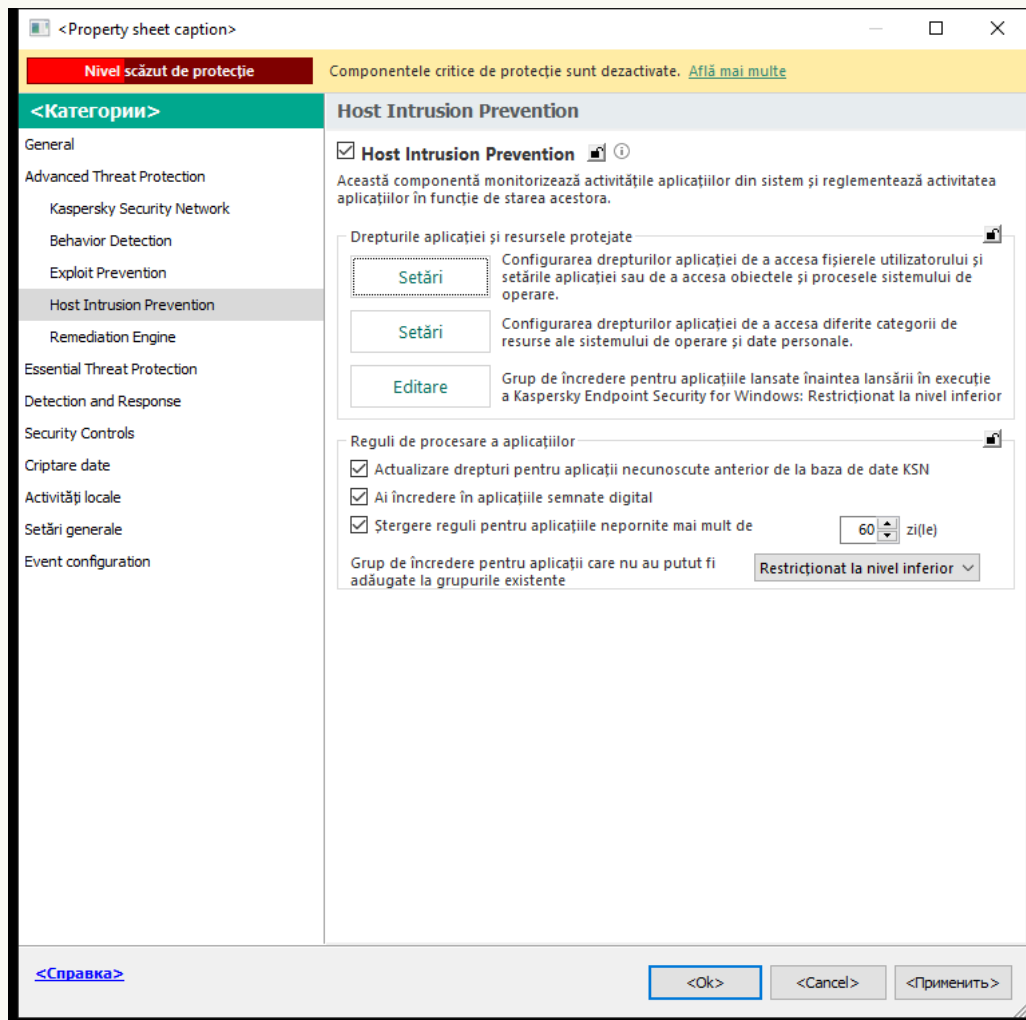 <Property sheet caption>
Nivel scăzut de protecție
Componentele critice de protecție sunt dezactivate. Află mai multe
<Категории>
General
Advanced Threat Protection
Kaspersky Security Network
Behavior Detection
Exploit Prevention
Host Intrusion Prevention
Remediation Engine
Essential Threat Protection
Detection and Response
Security Controls
Criptare date
Activități locale
Setări generale
Event configuration
Host Intrusion Prevention
Host Intrusion Prevention
Această componentă monitorizează activitățile aplicațiilor din sistem și reglementează activitatea
aplicațiilor în funcție de starea acestora.
Drepturile aplicației și resursele protejate
Setări
Configurarea drepturilor aplicației de a accesa fișierele utilizatorului și
setările aplicației sau de a accesa obiectele și procesele sistemului de
operare.
Setări
Configurarea drepturilor aplicației de a accesa diferite categorii de
resurse ale sistemului de operare și date personale.
Editare
Grup de încredere pentru aplicațiile lansate înaintea lansării în execuție
a Kaspersky Endpoint Security for Windows: Restricționat la nivel inferior
Reguli de procesare a aplicațiilor
Actualizare drepturi pentru aplicații necunoscute anterior de la baza de date KSN
Ai încredere în aplicațiile semnate digital
Ștergere reguli pentru aplicațiile nepornite mai mult de 60 zi(le)
Grup de încredere pentru aplicații care nu au putut fi
adăugate la grupurile existente
Restricționat la nivel inferior
<Справка>
<Ok>
<Cancel>
<Применить>